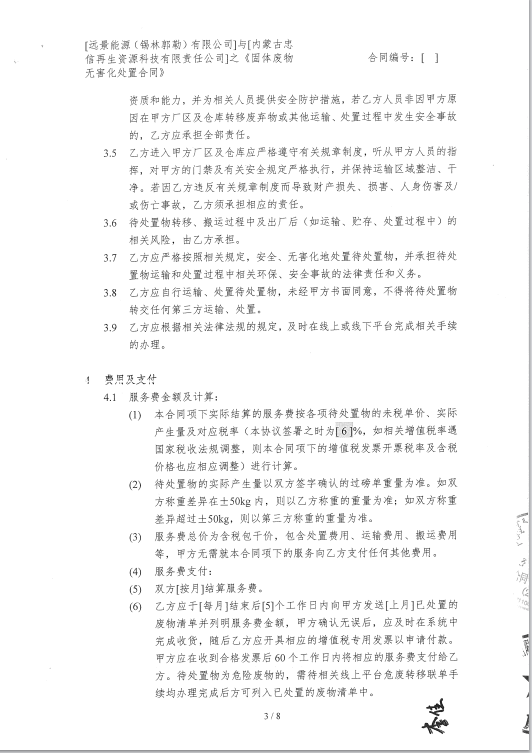 [远景能源（锡林郭勒）有限公司]与[内蒙古忠
信再生资源科技有限责任公司]之《固体废物
无害化处置合同》
合同编号：[ ]
资质和能力，并为相关人员提供安全防护措施，若乙方人员非因甲方原
因在甲方厂区及仓库转移废弃物或其他运输、处置过程中发生安全事故
的，乙方应承担全部责任。
3.5 乙方进入甲方厂区及仓库应严格遵守有关规章制度，听从甲方人员的指
挥，对甲方的门禁及有关安全规定严格执行，并保持运输区域整洁、干
净。若因乙方违反有关规章制度而导致财产损失、损害、人身伤害及/
或伤亡事故，乙方须承担相应的责任。
3.6 待处置物转移、搬运过程中及出厂后（如运输、贮存、处置过程中）的
相关风险，由乙方承担。
3.7 乙方应严格按照相关规定，安全、无害化地处置待处置物，并承担待处
置物运输和处置过程中相关环保、安全事故的法律责任和义务。
3.8 乙方应自行运输、处置待处置物，未经甲方书面同意，不得将待处置物
转交任何第三方运输、处置。
3.9 乙方应根据相关法律法规的规定，及时在线上或线下平台完成相关手续
的办理。
费用及支付
4.1 服务费金额及计算：
(1) 本合同项下实际结算的服务费按各项待处置物的未税单价、实际
产生量及对应税率（本协议签署之时为[ 6 ]%，如相关增值税率遇
国家税收法规调整，则本合同项下的增值税发票开票税率及含税
价格也应相应调整）进行计算。
(2) 待处置物的实际产生量以双方签字确认的过磅单重量为准。如双
方称重差异在±50kg 内，则以乙方称重的重量为准；如双方称重
差异超过±50kg，则以第三方称重的重量为准。
(3) 服务总价为含税包干价，包含处置费用、运输费用、搬运费用
等，甲方无需就本合同项下的服务向乙方支付任何其他费用。
(4) 服务费支付：
(5) 双方[按月]结算服务费。
(6) 乙方应于[每月]结束后[5]个工作日内向甲方发送[上月]已处置的
废物清单并列明服务费金额，甲方确认无误后，应及时在系统中
完成收货，随后乙方应开具相应的增值税专用发票以申请付款。
甲方应在收到合格发票后 60 个工作日内将相应的服务费支付给乙
方。待处置物为危险废物的，需待相关线上平台危废转移联单手
续均办理完成后方可列入已处置的废物清单中。
3 / 8